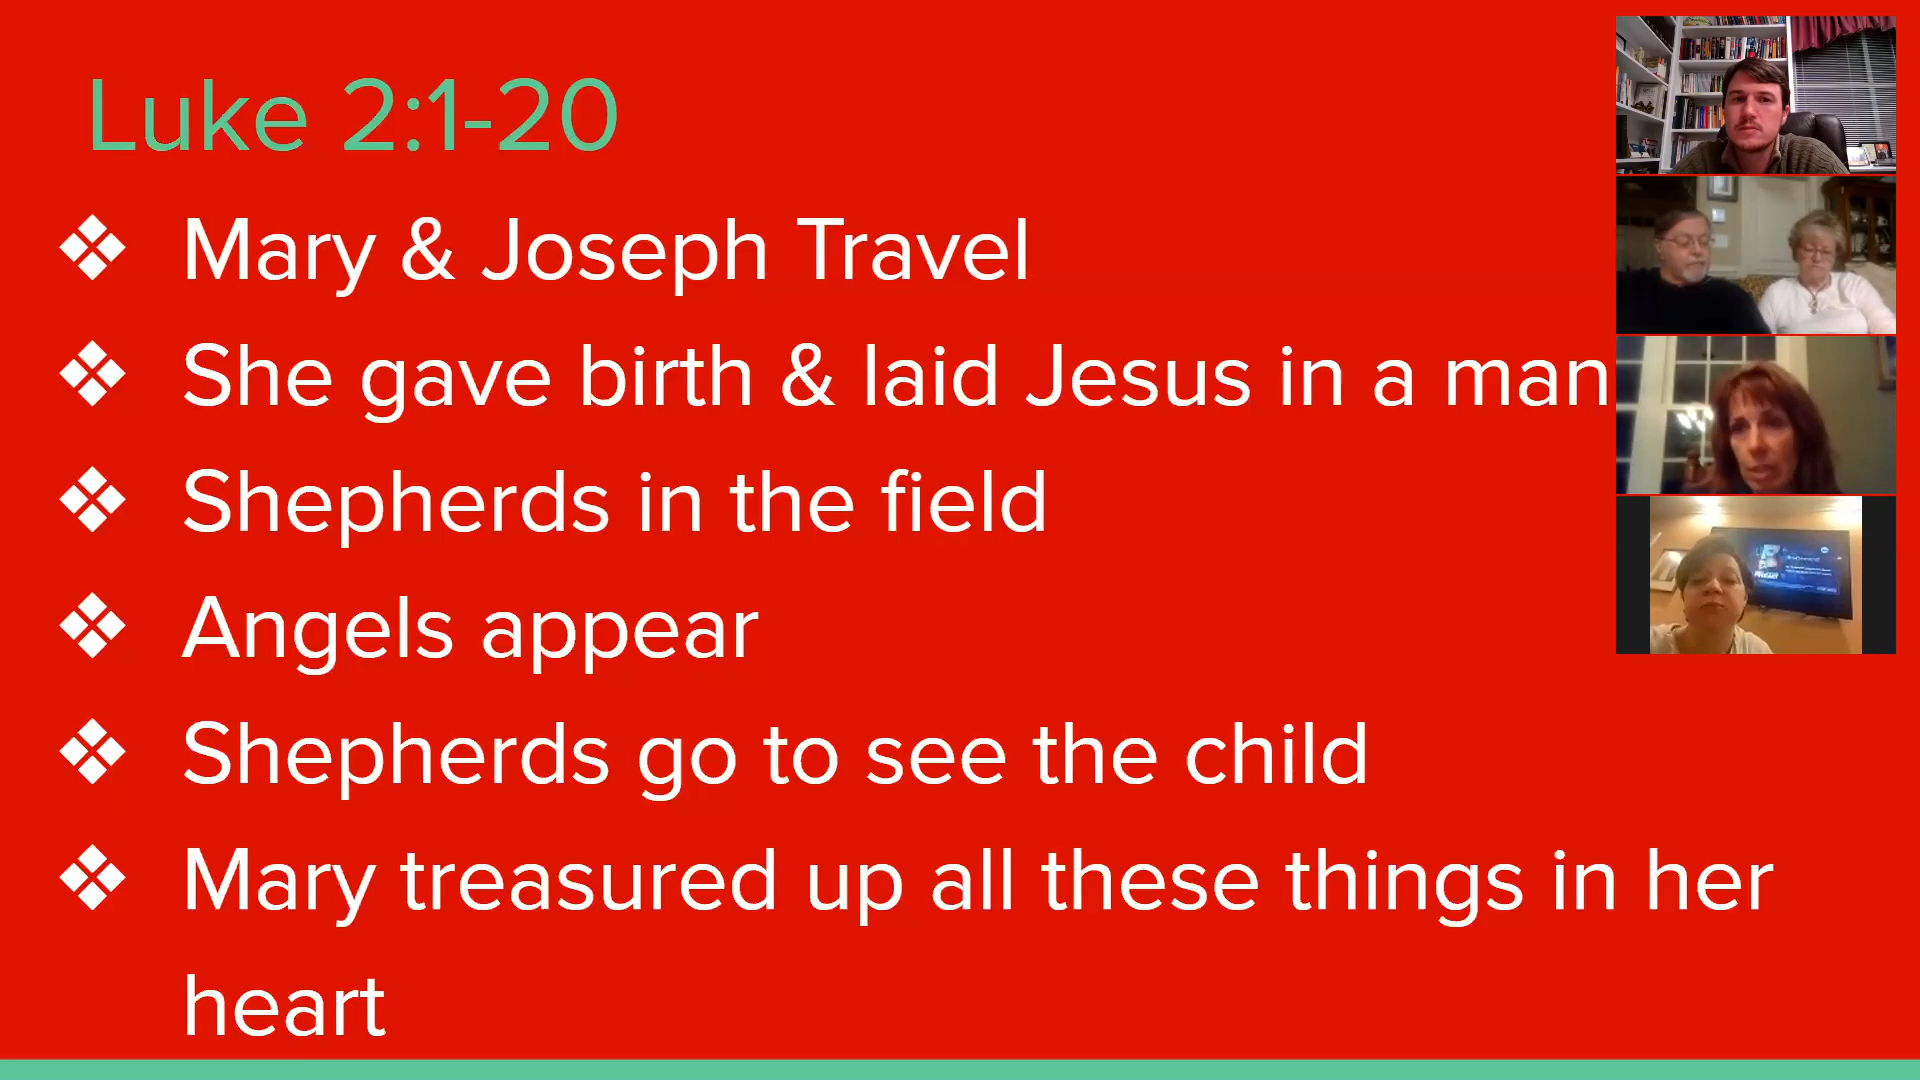 Luke 2:1-20
❖ Mary & Joseph Travel
❖ She gave birth & laid Jesus in a man
❖ Shepherds in the field
❖ Angels appear
❖ Shepherds go to see the child
❖ Mary treasured up all these things in her
heart